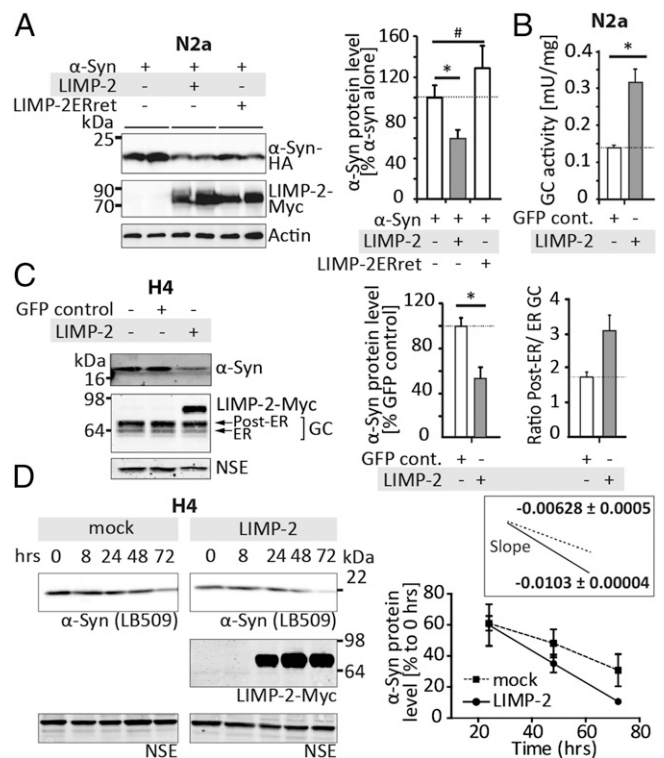 A
N2a
α-Syn + + +
LIMP-2 - + -
LIMP-2ERret - - +
kDa
25
α-Syn-
HA
90
70
LIMP-2-
Myc
Actin
α-Syn protein level
[% α-syn alone]
160
120
80
40
0
*
#
α-Syn + + +
LIMP-2 - + -
LIMP-2ERret - - +
B
N2a
GC activity [mU/mg]
0.4
0.3
0.2
0.1
0
*
GFP cont. + -
LIMP-2 - +
C
H4
GFP control - + -
LIMP-2 - - +
kDa
16
α-Syn
98
64
LIMP-2-Myc
Post-ER
ER
GC
NSE
α-Syn protein level
[% GFP control]
120
80
40
0
*
GFP cont. + -
LIMP-2 - +
Ratio Post-ER/ ER GC
4
3
2
1
0
+ -
- +
D
H4
mock LIMP-2
hrs 0 8 24 48 72 0 8 24 48 72 kDa
22
α-Syn (LB509) α-Syn (LB509)
98
64
LIMP-2-Myc
NSE NSE
-0.00628 ± 0.0005
Slope
-0.0103 ± 0.00004
α-Syn protein
level [% to 0 hrs]
80
60
40
20
0
mock
LIMP-2
20 40 60 80
Time (hrs)